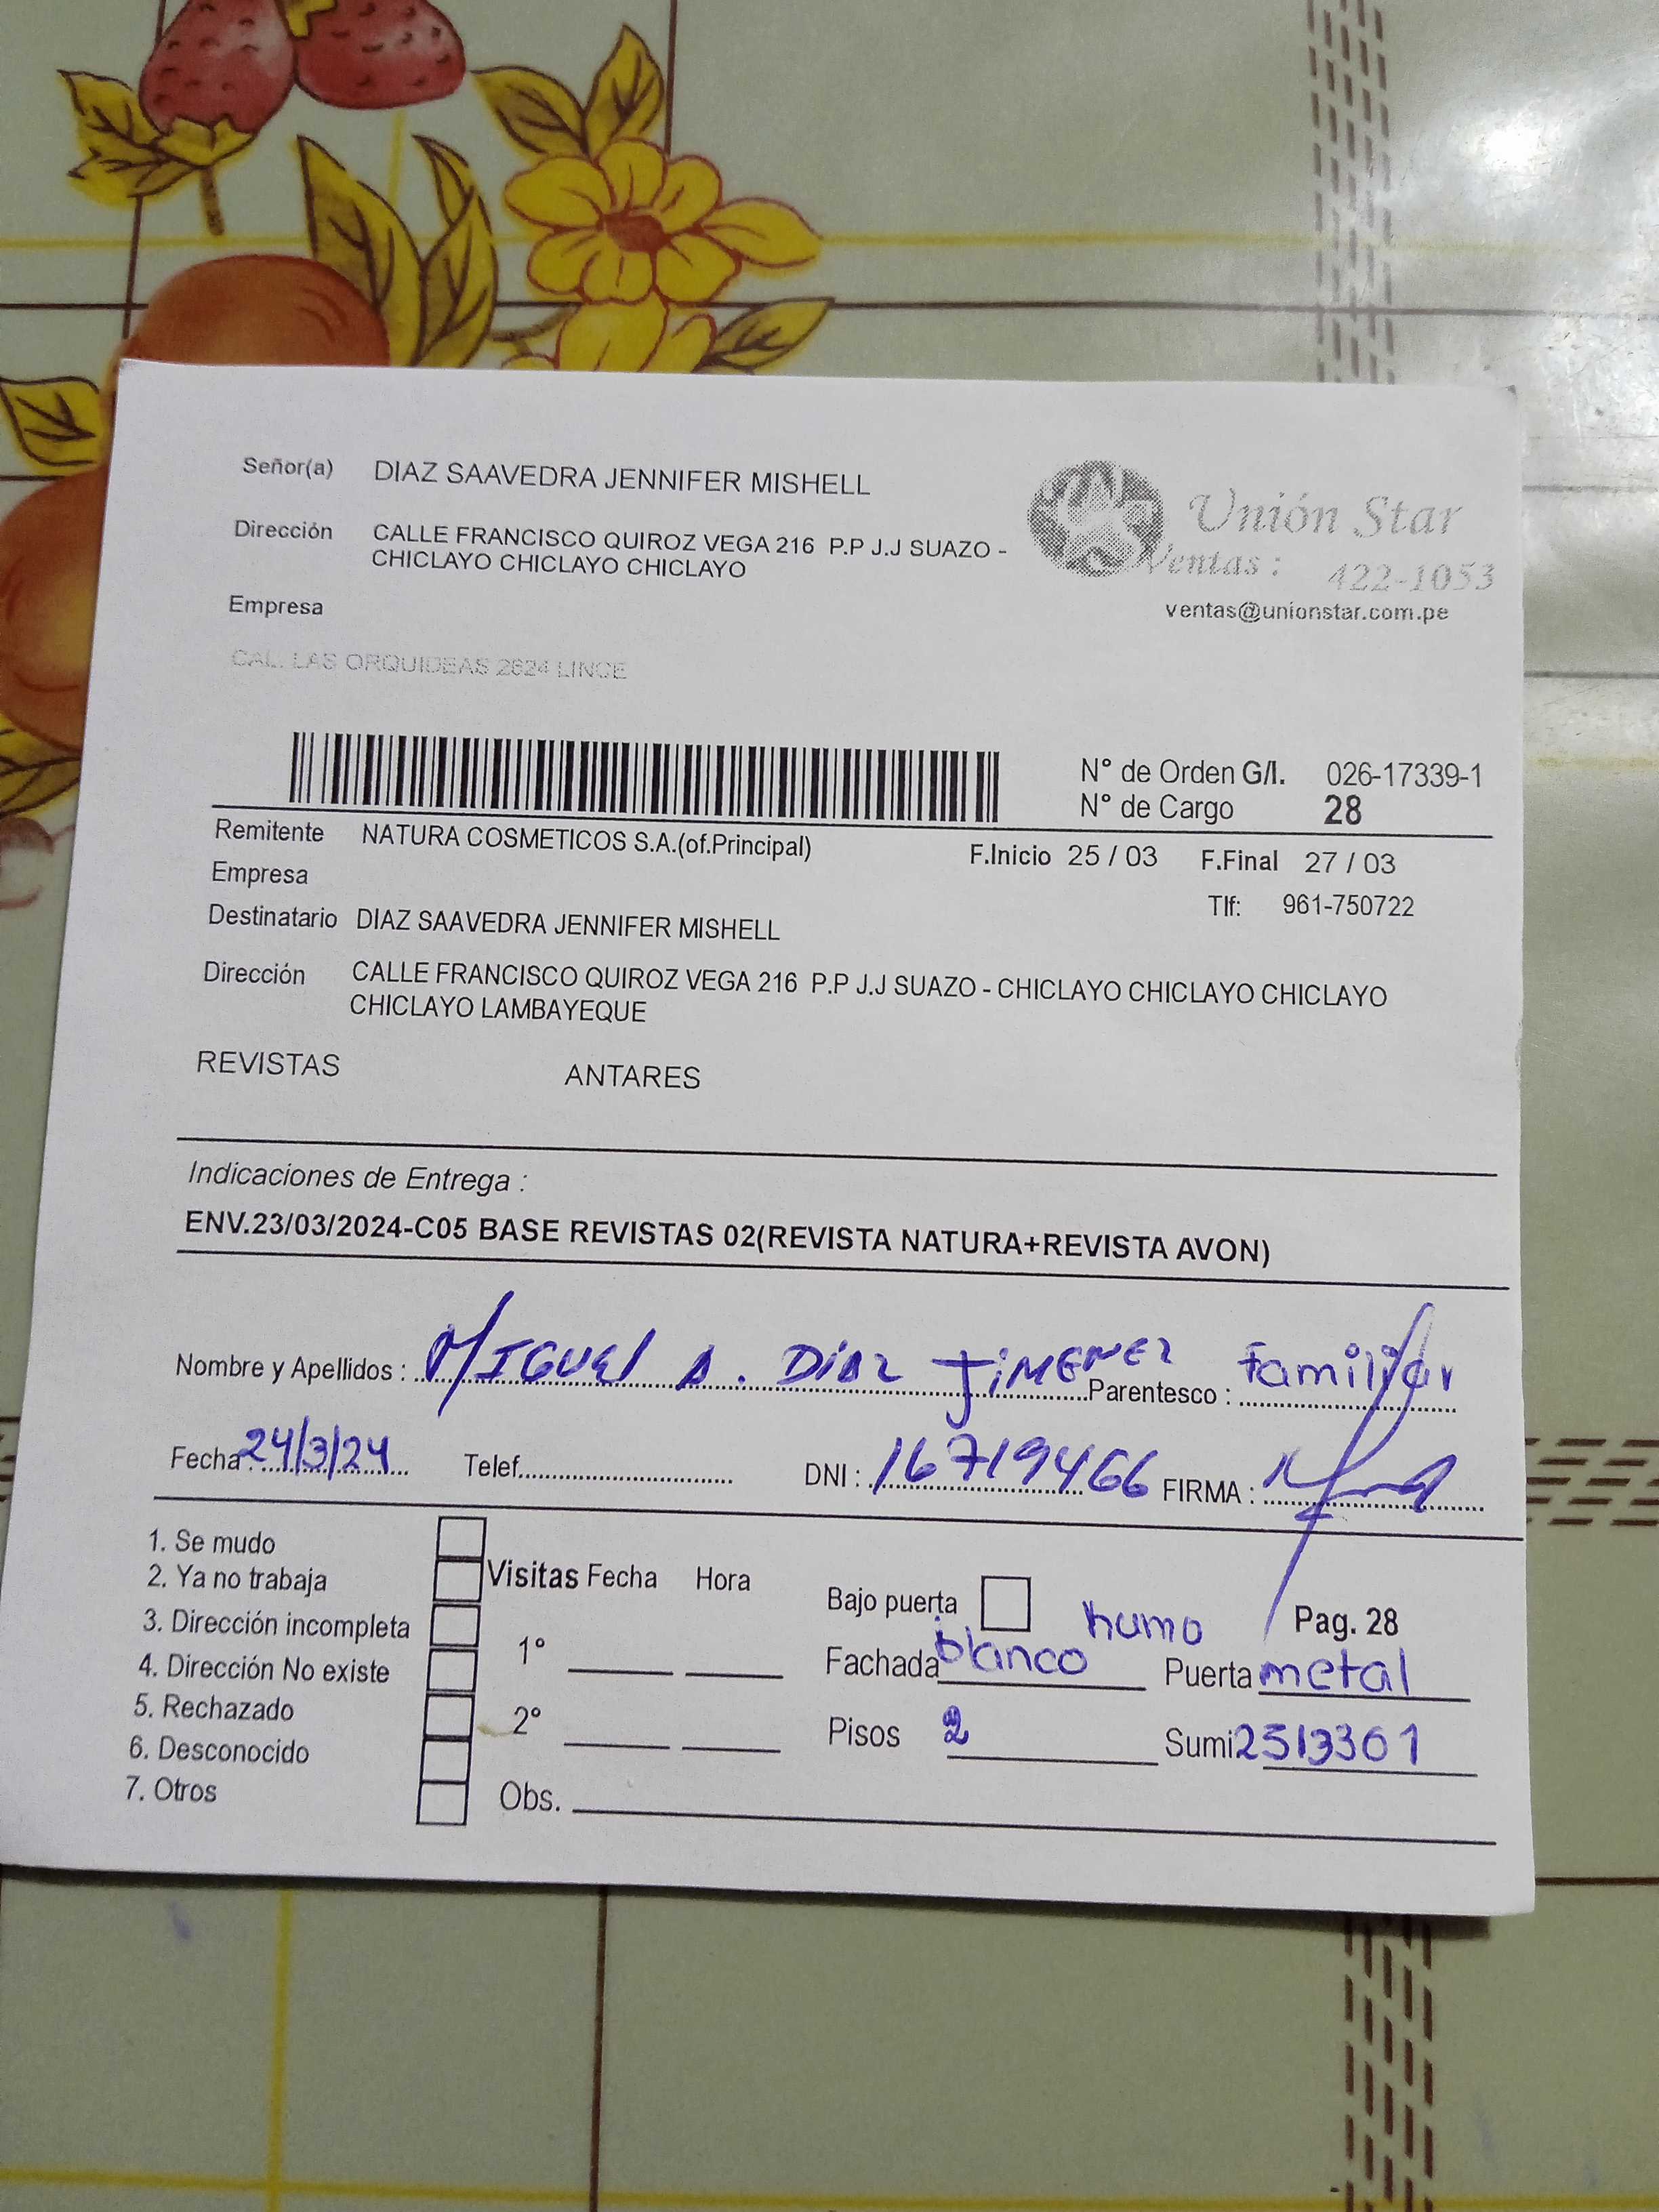 Señor(a) DIAZ SAAVEDRA JENNIFER MISHELL
Dirección CALLE FRANCISCO QUIROZ VEGA 216 P.P J.J SUAZO -
CHICLAYO CHICLAYO CHICLAYO
Empresa
CAL. LAS ORQUIDEAS 2624 LINCE
Unión Star
Ventas : 422-1053
ventas@unionstar.com.pe
N° de Orden G/I. 026-17339-1
N° de Cargo 28
Remitente NATURA COSMETICOS S.A.(of.Principal)
F.Inicio 25 / 03 F.Final 27 / 03
Empresa
Tlf: 961-750722
Destinatario DIAZ SAAVEDRA JENNIFER MISHELL
Dirección CALLE FRANCISCO QUIROZ VEGA 216 P.P J.J SUAZO - CHICLAYO CHICLAYO CHICLAYO
CHICLAYO LAMBAYEQUE
REVISTAS ANTARES
Indicaciones de Entrega :
ENV.23/03/2024-C05 BASE REVISTAS 02(REVISTA NATURA+REVISTA AVON)
Nombre y Apellidos : MIGUEL A. DIAZ JIMENEZ Parentesco : familiar
Fecha : 24/3/24 Telef. DNI : 16719466 FIRMA :
1. Se mudo
2. Ya no trabaja
3. Dirección incompleta
4. Dirección No existe
5. Rechazado
6. Desconocido
7. Otros
Visitas Fecha Hora
1°
2°
Obs.
Bajo puerta
Pag. 28
Fachada blanco humo Puerta metal
Pisos 2 Sumi 2513301